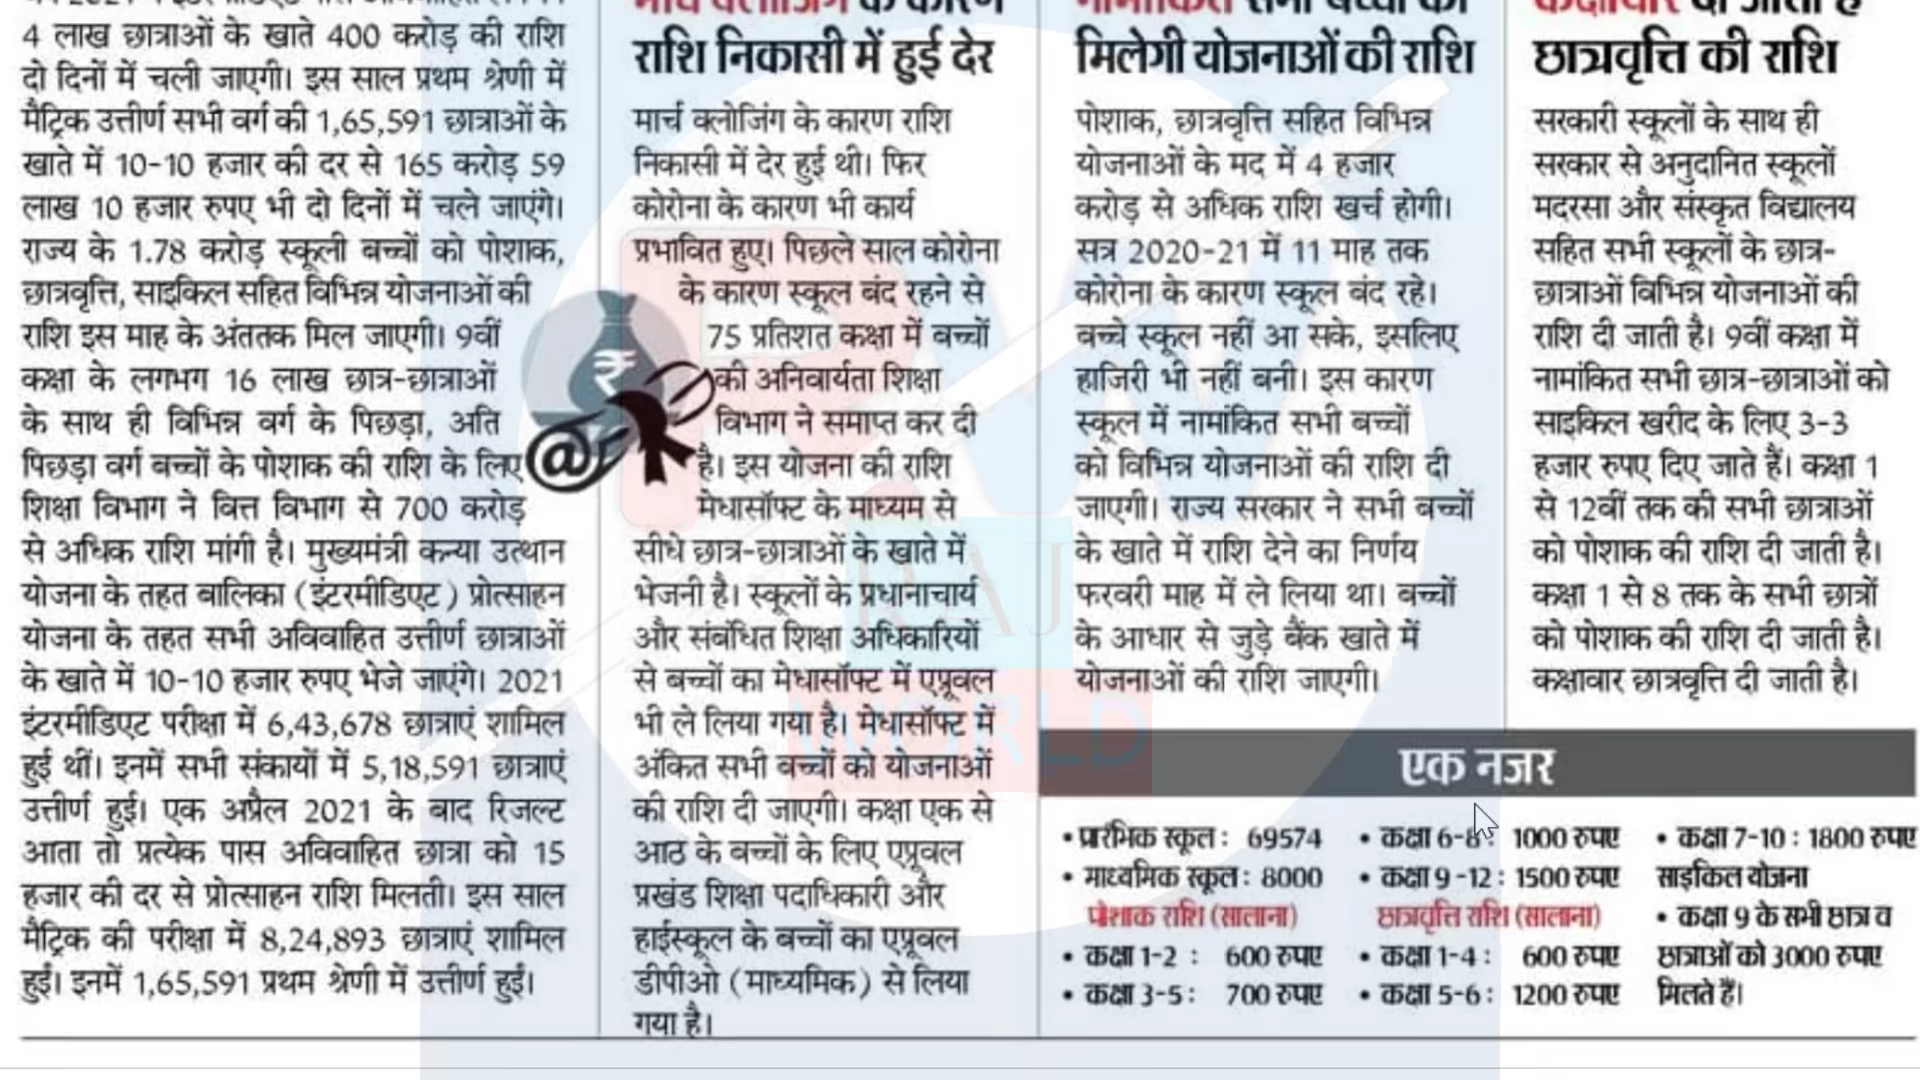 4 लाख छात्राओं के खाते 400 करोड़ की राशि
दो दिनों में चली जाएगी। इस साल प्रथम श्रेणी में
मैट्रिक उत्तीर्ण सभी वर्ग की 1,65,591 छात्राओं के
खाते में 10-10 हजार की दर से 165 करोड़ 59
लाख 10 हजार रुपए भी दो दिनों में चले जाएंगे।
राज्य के 1.78 करोड़ स्कूली बच्चों को पोशाक,
छात्रवृत्ति, साइकिल सहित विभिन्न योजनाओं की
राशि इस माह के अंततक मिल जाएगी। 9वीं
कक्षा के लगभग 16 लाख छात्र-छात्राओं
के साथ ही विभिन्न वर्ग के पिछड़ा, अति
पिछड़ा वर्ग बच्चों के पोशाक की राशि के लिए
शिक्षा विभाग ने वित्त विभाग से 700 करोड़
से अधिक राशि मांगी है। मुख्यमंत्री कन्या उत्थान
योजना के तहत बालिका (इंटरमीडिएट) प्रोत्साहन
योजना के तहत सभी अविवाहित उत्तीर्ण छात्राओं
के खाते में 10-10 हजार रुपए भेजे जाएंगे। 2021
इंटरमीडिएट परीक्षा में 6,43,678 छात्राएं शामिल
हुई थीं। इनमें सभी संकायों में 5,18,591 छात्राएं
उत्तीर्ण हुई। एक अप्रैल 2021 के बाद रिजल्ट
आता तो प्रत्येक पास अविवाहित छात्रा को 15
हजार की दर से प्रोत्साहन राशि मिलती। इस साल
मैट्रिक की परीक्षा में 8,24,893 छात्राएं शामिल
हुईं। इनमें 1,65,591 प्रथम श्रेणी में उत्तीर्ण हुईं।
मार्च क्लोजिंग के कारण
राशि निकासी में हुई देर
मार्च क्लोजिंग के कारण राशि
निकासी में देर हुई थी। फिर
कोरोना के कारण भी कार्य
प्रभावित हुए। पिछले साल कोरोना
के कारण स्कूल बंद रहने से
75 प्रतिशत कक्षा में बच्चों
की अनिवार्यता शिक्षा
विभाग ने समाप्त कर दी
है। इस योजना की राशि
मेधासॉफ्ट के माध्यम से
सीधे छात्र-छात्राओं के खाते में
भेजनी है। स्कूलों के प्रधानाचार्य
और संबंधित शिक्षा अधिकारियों
से बच्चों का मेधासॉफ्ट में एप्रूवल
भी ले लिया गया है। मेधासॉफ्ट में
अंकित सभी बच्चों को योजनाओं
की राशि दी जाएगी। कक्षा एक से
आठ के बच्चों के लिए एप्रूवल
प्रखंड शिक्षा पदाधिकारी और
हाईस्कूल के बच्चों का एप्रूवल
डीपीओ (माध्यमिक) से लिया
गया है।
नामांकित सभी बच्चों को
मिलेगी योजनाओं की राशि
पोशाक, छात्रवृत्ति सहित विभिन्न
योजनाओं के मद में 4 हजार
करोड़ से अधिक राशि खर्च होगी।
सत्र 2020-21 में 11 माह तक
कोरोना के कारण स्कूल बंद रहे।
बच्चे स्कूल नहीं आ सके, इसलिए
हाजिरी भी नहीं बनी। इस कारण
स्कूल में नामांकित सभी बच्चों
को विभिन्न योजनाओं की राशि दी
जाएगी। राज्य सरकार ने सभी बच्चों
के खाते में राशि देने का निर्णय
फरवरी माह में ले लिया था। बच्चों
के आधार से जुड़े बैंक खाते में
योजनाओं की राशि जाएगी।
कक्षावार दी जाती है
छात्रवृत्ति की राशि
सरकारी स्कूलों के साथ ही
सरकार से अनुदानित स्कूलों
मदरसा और संस्कृत विद्यालय
सहित सभी स्कूलों के छात्र-
छात्राओं विभिन्न योजनाओं की
राशि दी जाती है। 9वीं कक्षा में
नामांकित सभी छात्र-छात्राओं को
साइकिल खरीद के लिए 3-3
हजार रुपए दिए जाते हैं। कक्षा 1
से 12वीं तक की सभी छात्राओं
को पोशाक की राशि दी जाती है।
कक्षा 1 से 8 तक के सभी छात्रों
को पोशाक की राशि दी जाती है।
कक्षावार छात्रवृत्ति दी जाती है।
एक नजर
• प्रारंभिक स्कूल : 69574
• माध्यमिक स्कूल : 8000
पोशाक राशि (सालाना)
• कक्षा 1-2 : 600 रुपए
• कक्षा 3-5 : 700 रुपए
• कक्षा 6-8 : 1000 रुपए
• कक्षा 9-12 : 1500 रुपए
छात्रवृत्ति राशि (सालाना)
• कक्षा 1-4 : 600 रुपए
• कक्षा 5-6 : 1200 रुपए
• कक्षा 7-10 : 1800 रुपए
साइकिल योजना
• कक्षा 9 के सभी छात्र व
छात्राओं को 3000 रुपए
मिलते हैं।
RAJ
WORLD